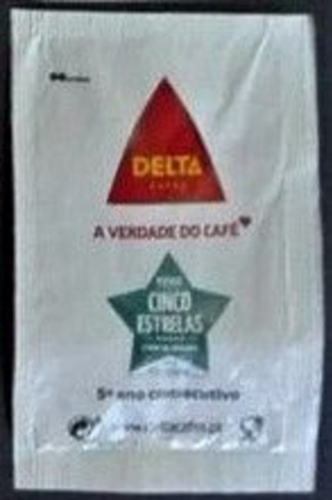 DELTA
CAFÉS
A VERDADE DO CAFÉ
CINCO
ESTRELAS
5º ano consecutivo